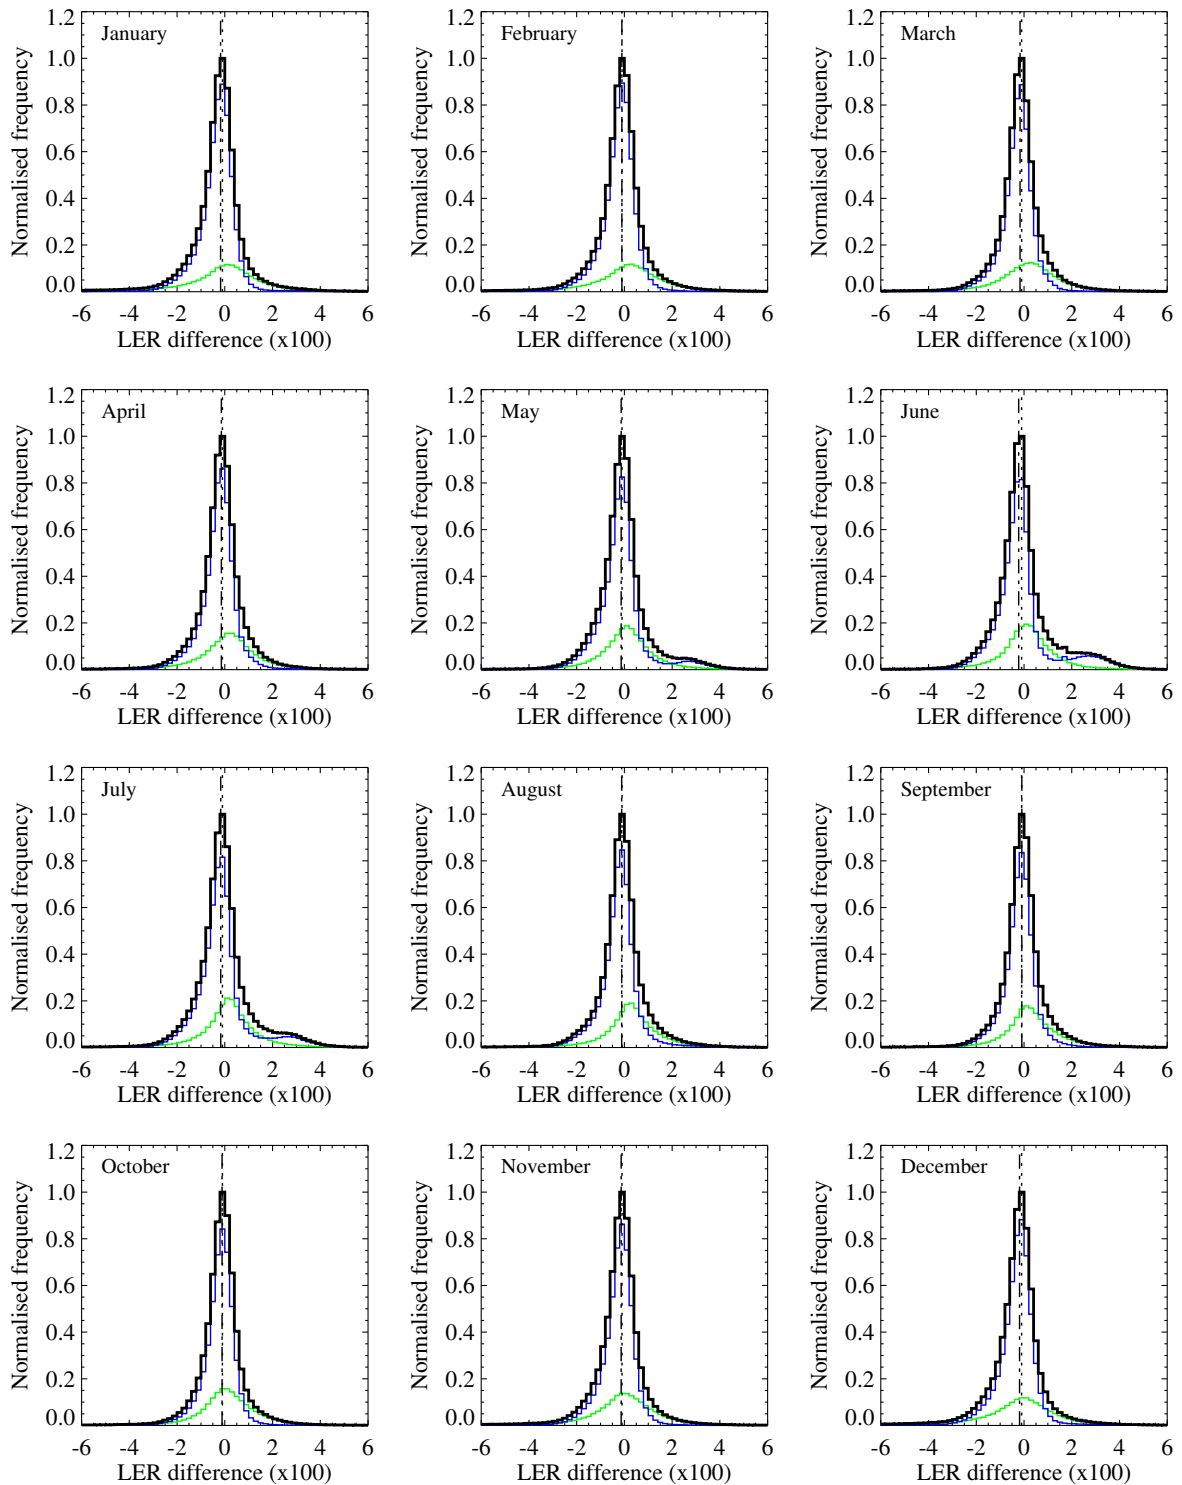 January
February
March
1.2
1.0
0.8
0.6
0.4
0.2
0.0
Normalised frequency
-6 -4 -2 0 2 4 6
LER difference (x100)
1.2
1.0
0.8
0.6
0.4
0.2
0.0
Normalised frequency
-6 -4 -2 0 2 4 6
LER difference (x100)
1.2
1.0
0.8
0.6
0.4
0.2
0.0
Normalised frequency
-6 -4 -2 0 2 4 6
LER difference (x100)
April
May
June
1.2
1.0
0.8
0.6
0.4
0.2
0.0
Normalised frequency
-6 -4 -2 0 2 4 6
LER difference (x100)
1.2
1.0
0.8
0.6
0.4
0.2
0.0
Normalised frequency
-6 -4 -2 0 2 4 6
LER difference (x100)
1.2
1.0
0.8
0.6
0.4
0.2
0.0
Normalised frequency
-6 -4 -2 0 2 4 6
LER difference (x100)
July
August
September
1.2
1.0
0.8
0.6
0.4
0.2
0.0
Normalised frequency
-6 -4 -2 0 2 4 6
LER difference (x100)
1.2
1.0
0.8
0.6
0.4
0.2
0.0
Normalised frequency
-6 -4 -2 0 2 4 6
LER difference (x100)
1.2
1.0
0.8
0.6
0.4
0.2
0.0
Normalised frequency
-6 -4 -2 0 2 4 6
LER difference (x100)
October
November
December
1.2
1.0
0.8
0.6
0.4
0.2
0.0
Normalised frequency
-6 -4 -2 0 2 4 6
LER difference (x100)
1.2
1.0
0.8
0.6
0.4
0.2
0.0
Normalised frequency
-6 -4 -2 0 2 4 6
LER difference (x100)
1.2
1.0
0.8
0.6
0.4
0.2
0.0
Normalised frequency
-6 -4 -2 0 2 4 6
LER difference (x100)